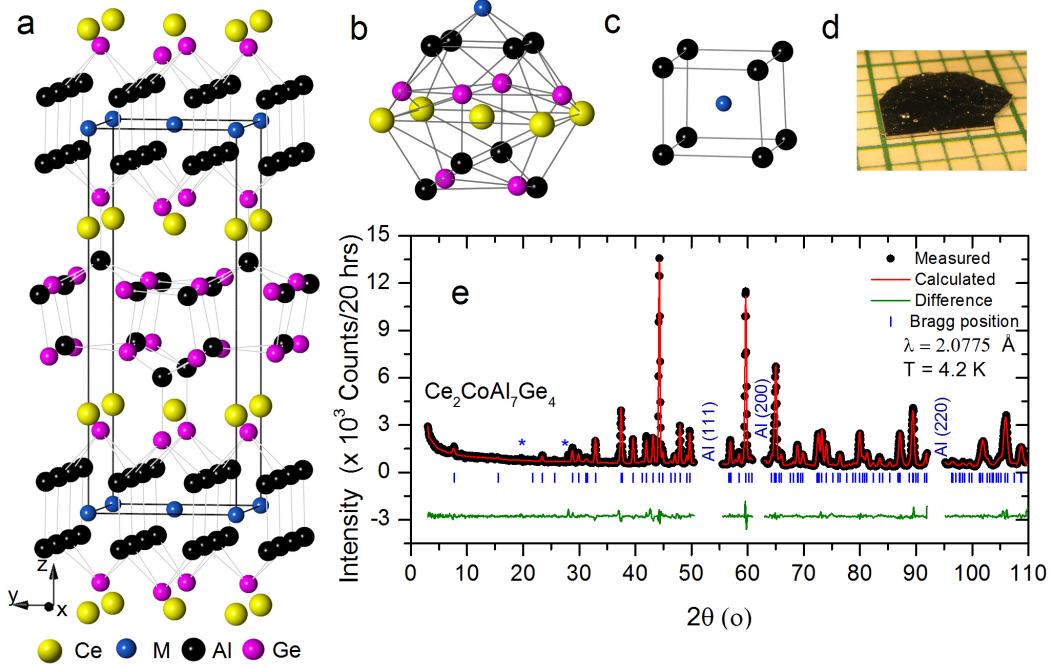 a
b
c
d
z
y
x
Ce M Al Ge
e
Measured
Calculated
Difference
Bragg position
λ = 2.0775 Å
T = 4.2 K
Ce₂CoAl₇Ge₄
* *
Al (111)
Al (200)
Al (220)
Intensity (x 10³ Counts/20 hrs)
15
12
9
6
3
0
-3
0 10 20 30 40 50 60 70 80 90 100 110
2θ (o)